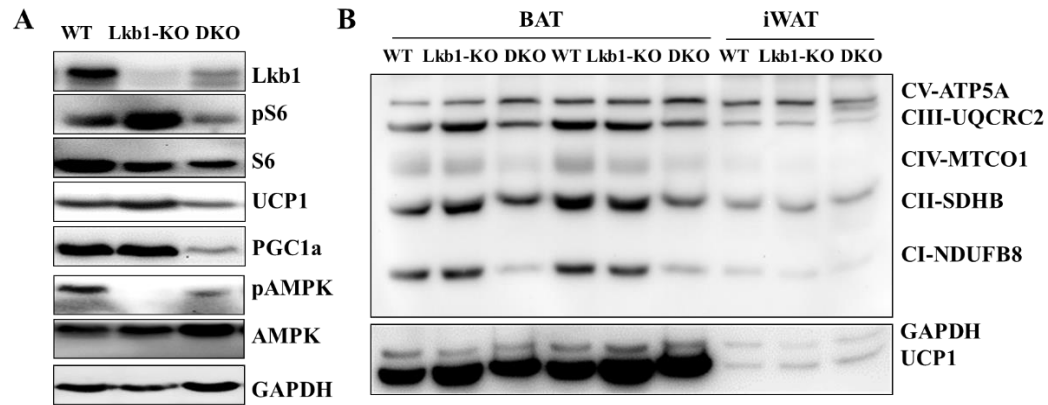 A
WT Lkb1-KO DKO
Lkb1
pS6
S6
UCP1
PGC1a
pAMPK
AMPK
GAPDH
B
BAT iWAT
WT Lkb1-KO DKO WT Lkb1-KO DKO WT Lkb1-KO DKO
CV-ATP5A
CIII-UQCRC2
CIV-MTCO1
CII-SDHB
CI-NDUFB8
GAPDH
UCP1